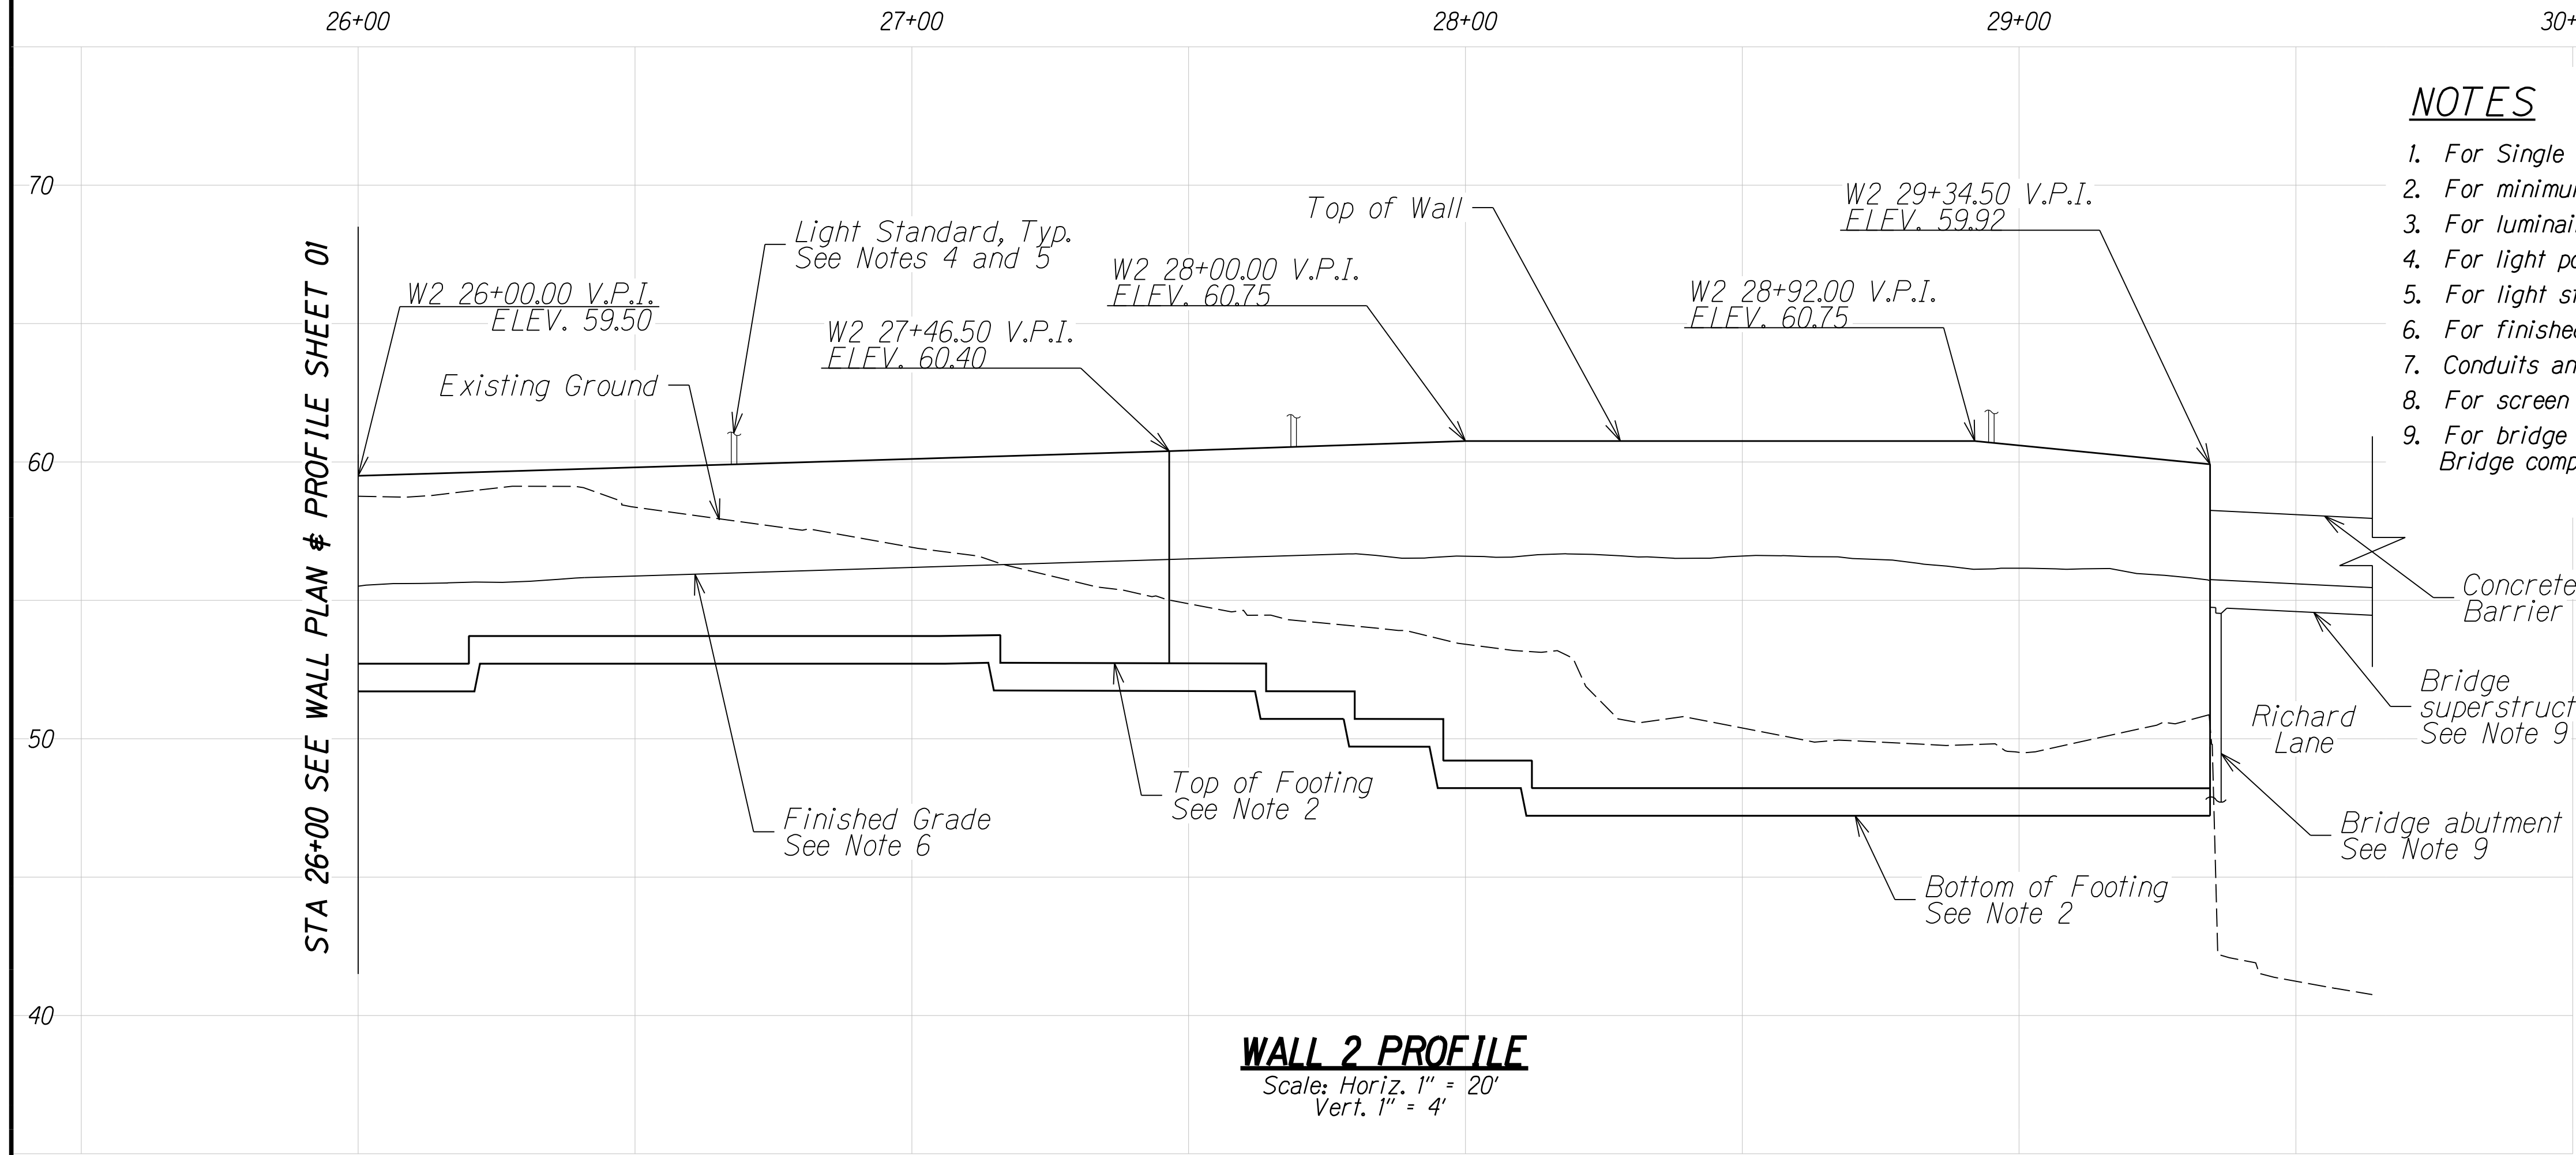 26+00
27+00
28+00
29+00
30+
NOTES
1. For Single
2. For minimu
3. For luminai
4. For light po
5. For light st
6. For finished
7. Conduits an
8. For screen
9. For bridge
Bridge comp
70
60
50
40
STA 26+00 SEE WALL PLAN & PROFILE SHEET 01
W2 26+00.00 V.P.I.
ELEV. 59.50
Existing Ground
Light Standard, Typ.
See Notes 4 and 5
W2 27+46.50 V.P.I.
ELEV. 60.40
W2 28+00.00 V.P.I.
ELEV. 60.75
Top of Wall
W2 28+92.00 V.P.I.
ELEV. 60.75
W2 29+34.50 V.P.I.
ELEV. 59.92
Concrete
Barrier
Bridge
superstruct
See Note 9
Richard
Lane
Bridge abutment
See Note 9
Finished Grade
See Note 6
Top of Footing
See Note 2
Bottom of Footing
See Note 2
WALL 2 PROFILE
Scale: Horiz. 1" = 20'
Vert. 1" = 4'